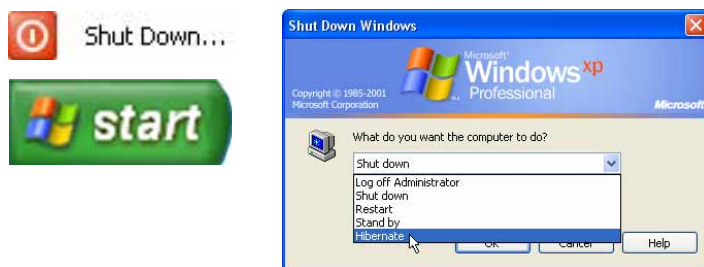 Shut Down...
start
Shut Down Windows
Microsoft®
Windows xp
Professional
Copyright © 1985-2001
Microsoft Corporation
Microsoft
What do you want the computer to do?
Shut down
Log off Administrator
Shut down
Restart
Stand by
Hibernate
OK
Cancel
Help